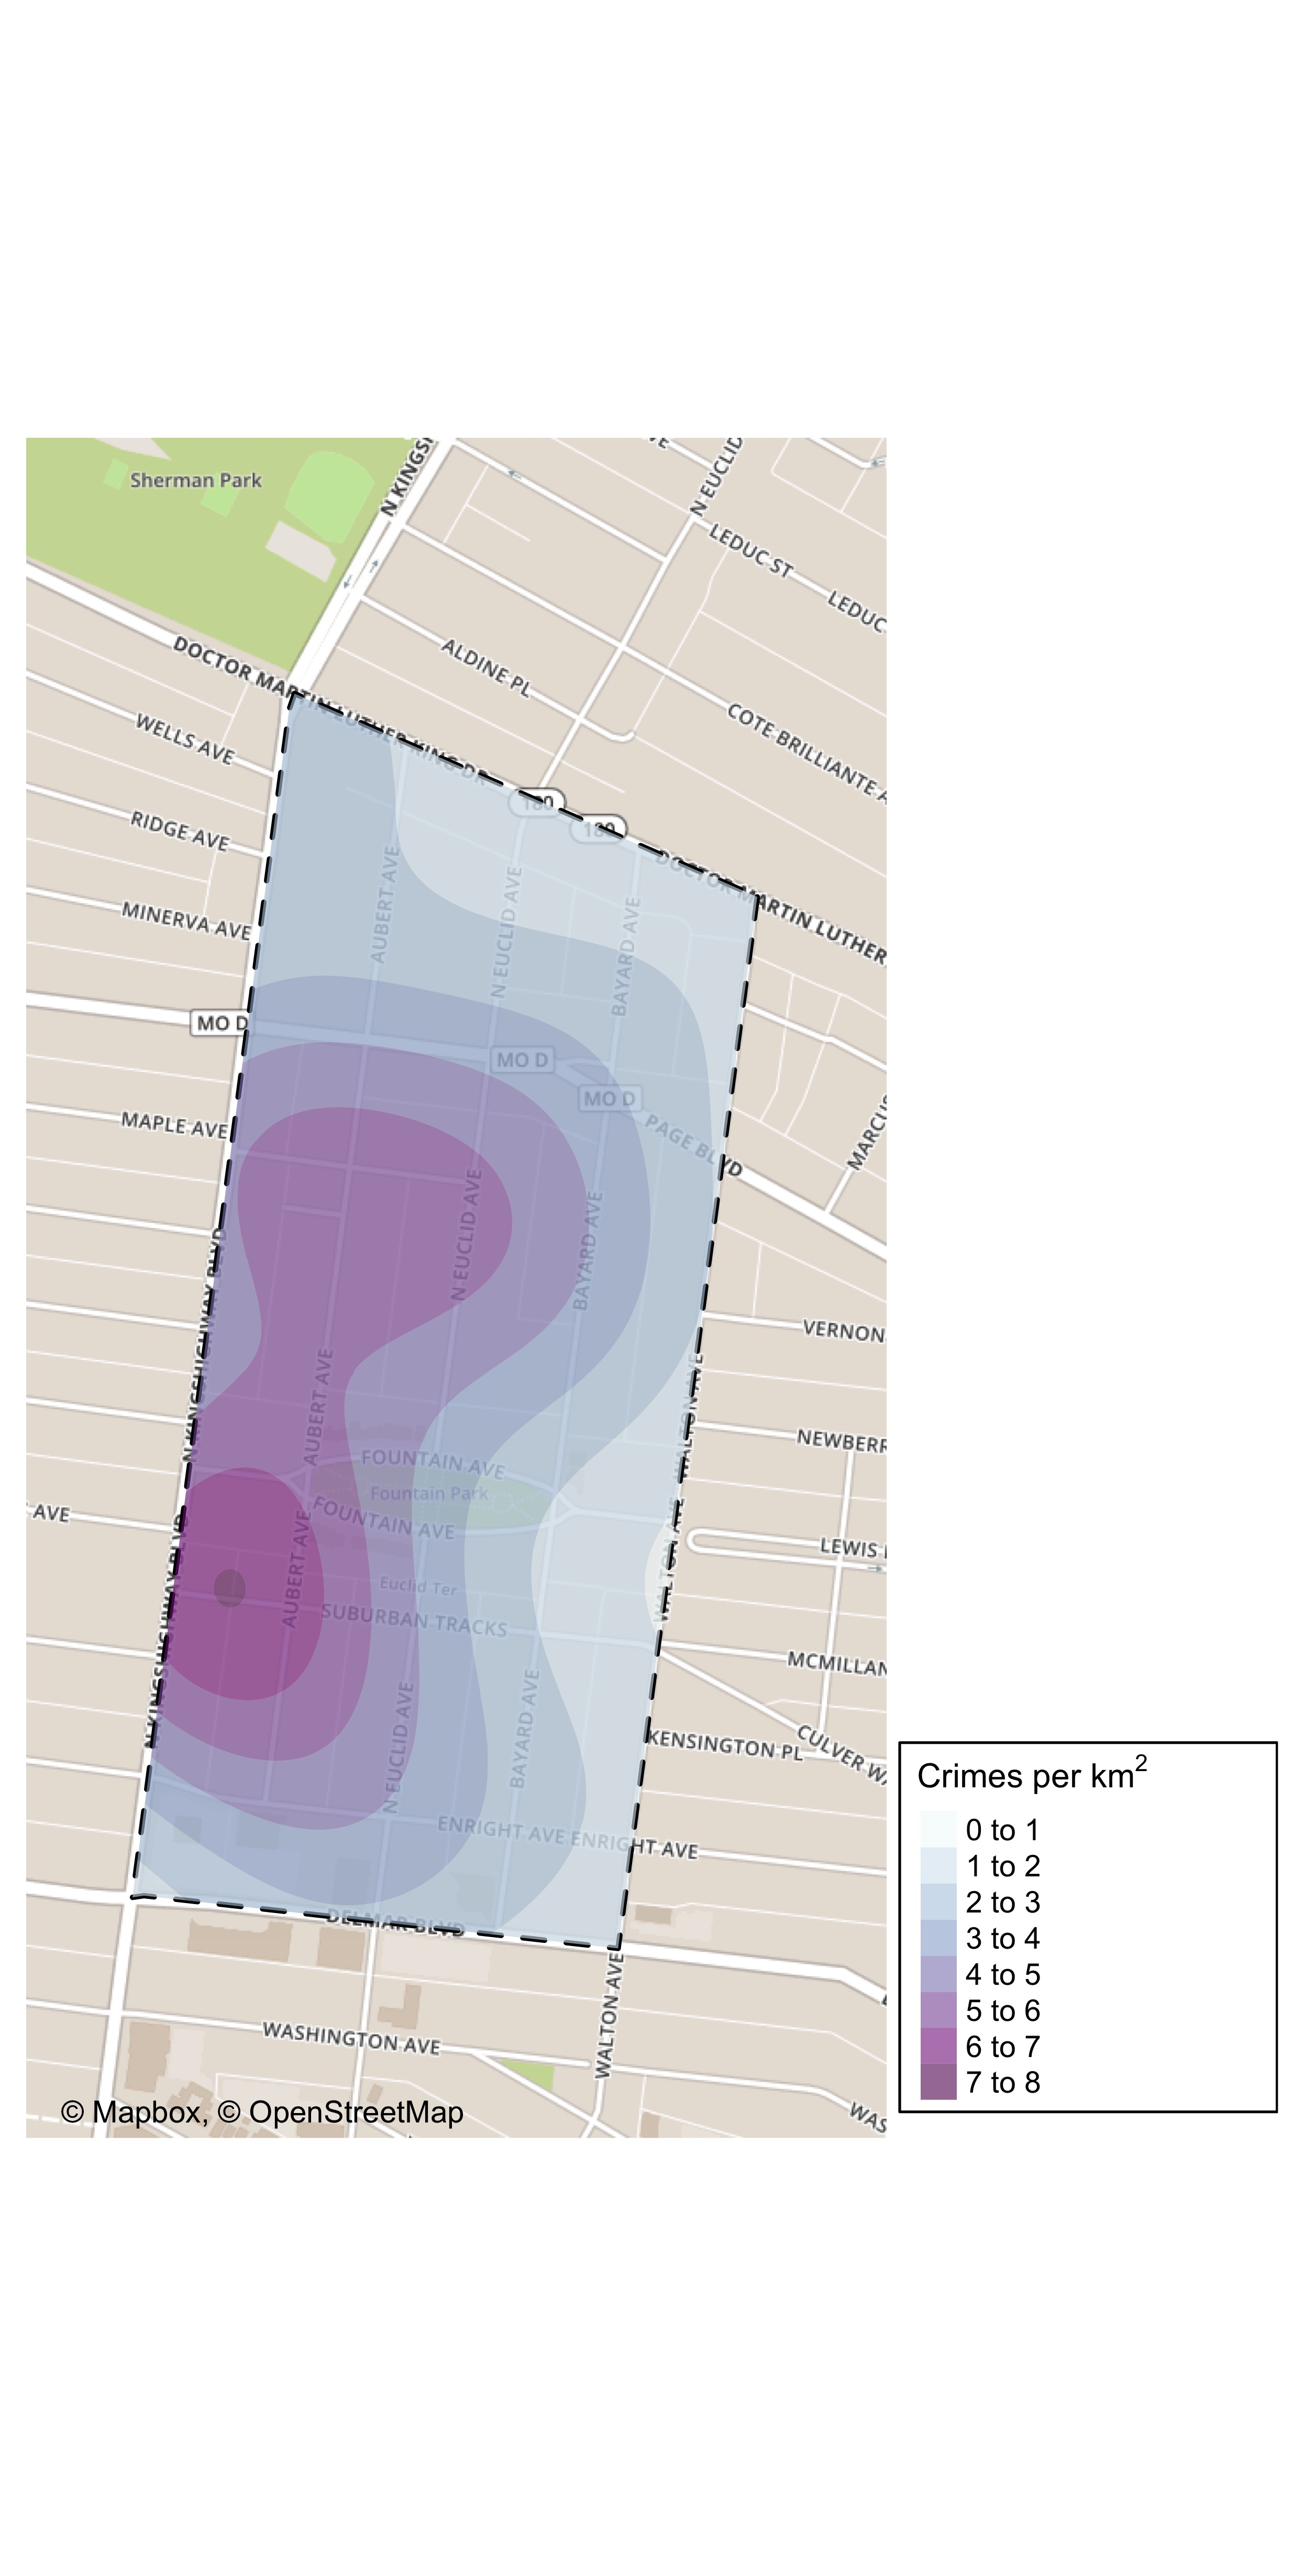 N KINGSH
VE
N EUCLID
Sherman Park
LEDUC ST
LEDUC
ALDINE PL
DOCTOR MARTIN LUTHER KING DR
WELLS AVE
COTE BRILLIANTE A
180
180
RIDGE AVE
DOCTOR MARTIN LUTHER
AUBERT AVE
N EUCLID AVE
BAYARD AVE
MINERVA AVE
MO D
MO D
MO D
MAPLE AVE
PAGE BLVD
MARCUS
N EUCLID AVE
BAYARD AVE
N KINGSHIGHWAY BLVD
VERNON
AUBERT AVE
WALTON AVE
NEWBERR
FOUNTAIN AVE
Fountain Park
FOUNTAIN AVE
AVE
WALTON AVE
LEWIS
AUBERT AVE
Euclid Ter
SUBURBAN TRACKS
N KINGSHIGHWAY BLVD
MCMILLAN
N EUCLID AVE
BAYARD AVE
KENSINGTON PL
CULVER WA
ENRIGHT AVE
ENRIGHT AVE
DELMAR BLVD
WALTON AVE
WASHINGTON AVE
WAS
© Mapbox, © OpenStreetMap
Crimes per km²
0 to 1
1 to 2
2 to 3
3 to 4
4 to 5
5 to 6
6 to 7
7 to 8